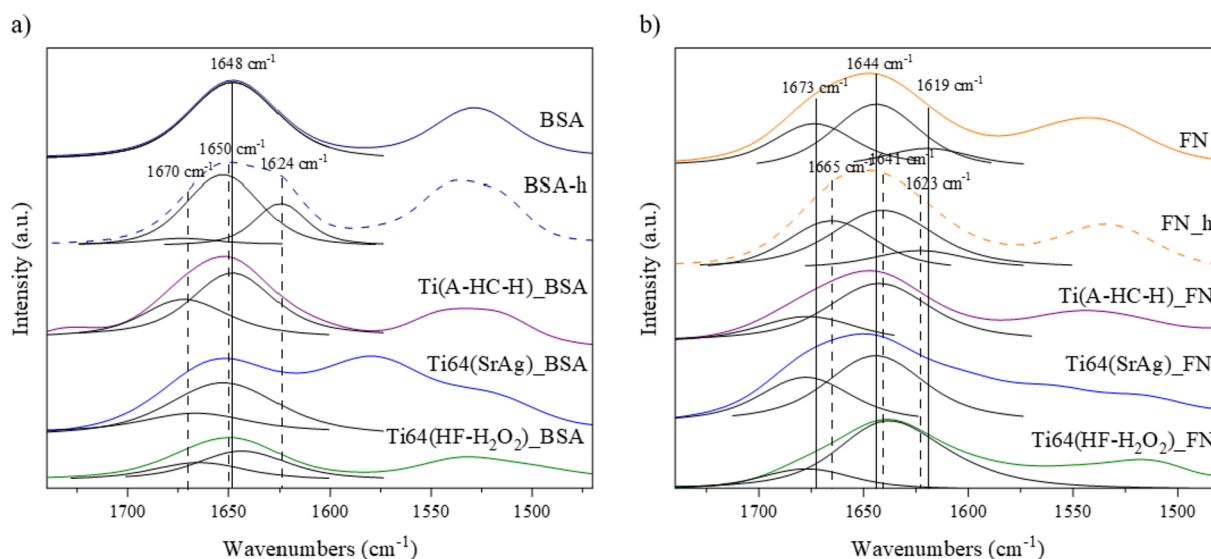 a)
1648 cm⁻¹
BSA
1650 cm⁻¹
1670 cm⁻¹
1624 cm⁻¹
BSA-h
Ti(A-HC-H)_BSA
Ti64(SrAg)_BSA
Ti64(HF-H₂O₂)_BSA
Intensity (a.u.)
1700
1650
1600
1550
1500
Wavenumbers (cm⁻¹)
b)
1644 cm⁻¹
1673 cm⁻¹
1619 cm⁻¹
FN
1665 cm⁻¹
1641 cm⁻¹
1623 cm⁻¹
FN_h
Ti(A-HC-H)_FN
Ti64(SrAg)_FN
Ti64(HF-H₂O₂)_FN
Intensity (a.u.)
1700
1650
1600
1550
1500
Wavenumbers (cm⁻¹)